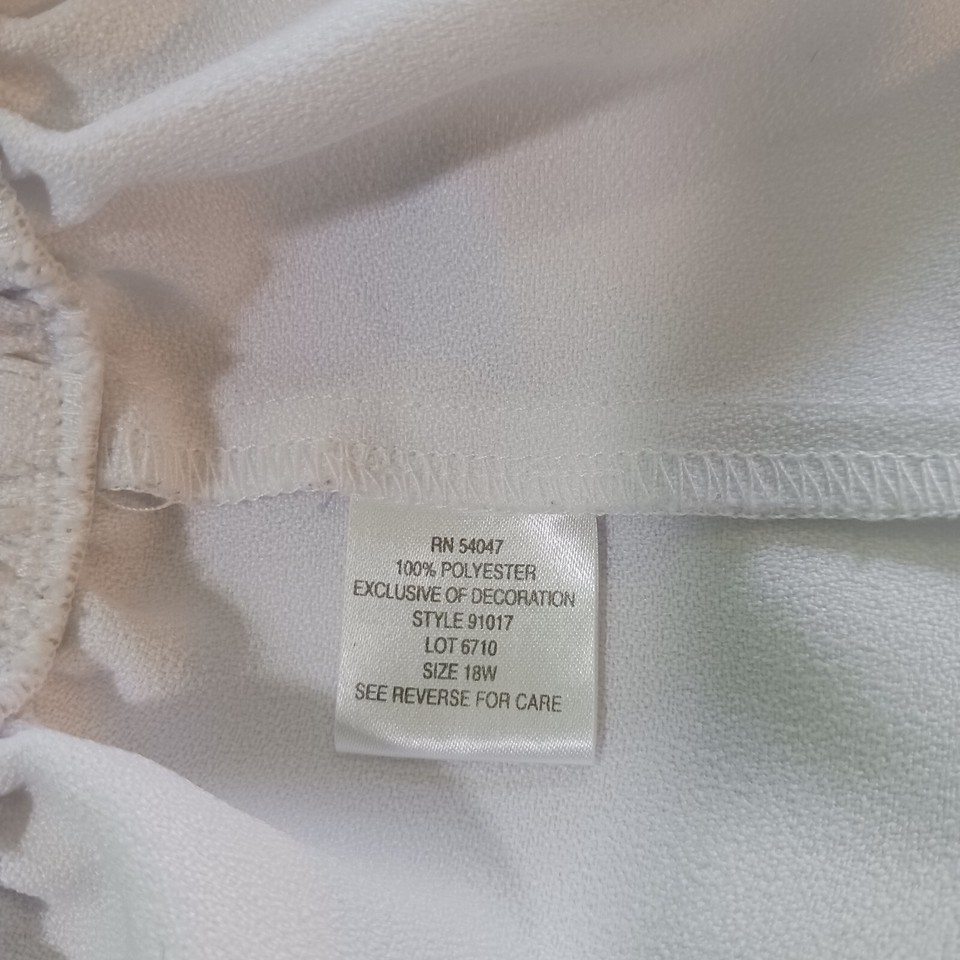 RN 54047
100% POLYESTER
EXCLUSIVE OF DECORATION
STYLE 91017
LOT 6710
SIZE 18W
SEE REVERSE FOR CARE